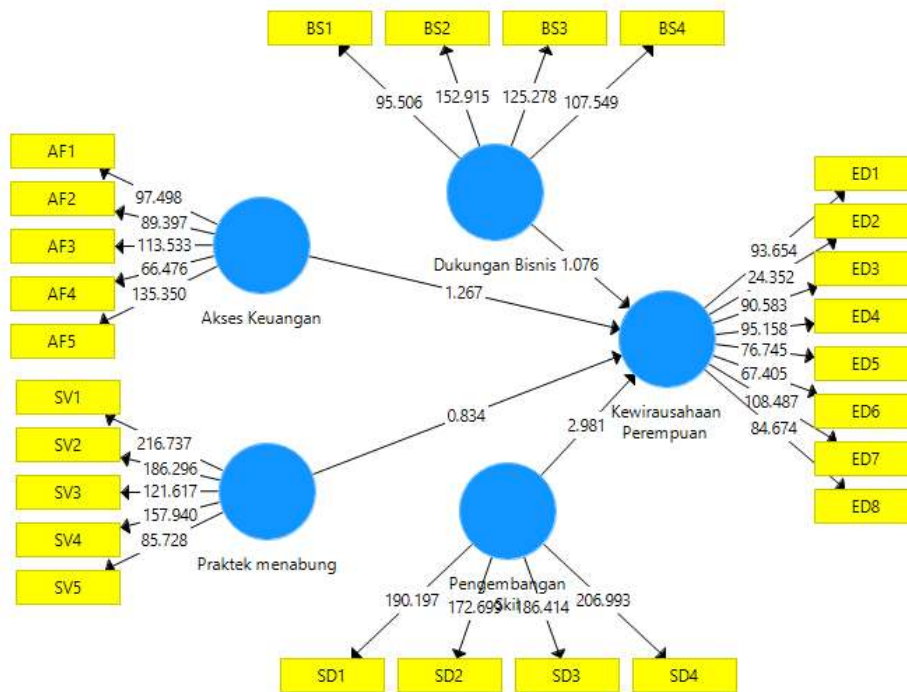 BS1 BS2 BS3 BS4
95.506 152.915 125.278 107.549
AF1
AF2
AF3
AF4
AF5
97.498
89.397
113.533
66.476
135.350
Akses Keuangan
Dukungan Bisnis 1.076
1.267
ED1
ED2
ED3
ED4
ED5
ED6
ED7
ED8
93.654
24.352
90.583
95.158
76.745
67.405
108.487
84.674
Kewirausahaan
Perempuan
SV1
SV2
SV3
SV4
SV5
216.737
186.296
121.617
157.940
85.728
Praktek menabung
0.834
2.981
Pengembangan
Skill
190.197 172.699 186.414 206.993
SD1 SD2 SD3 SD4